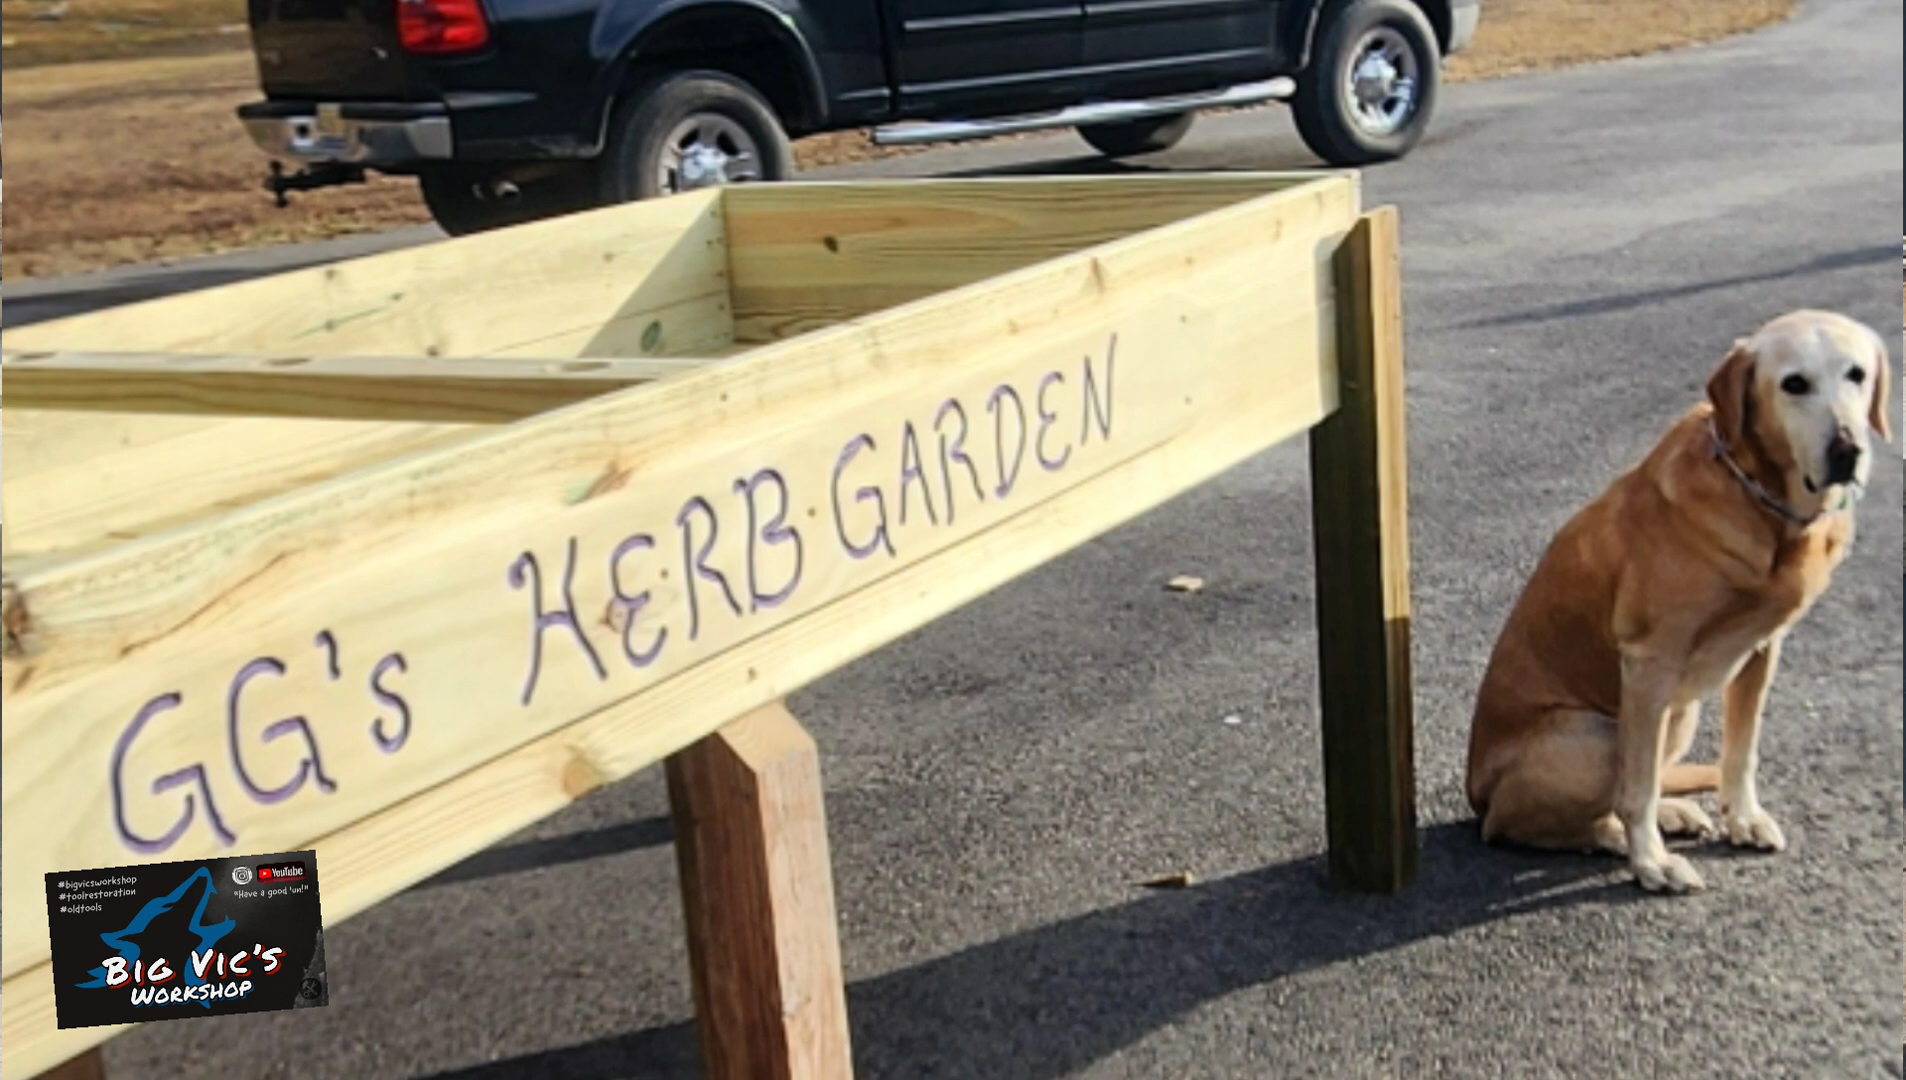 GG's HERB GARDEN
#bigvicsworkshop
#toolrestoration
#oldtools
YouTube
"Have a good 'un!"
BIG VIC'S
WORKSHOP